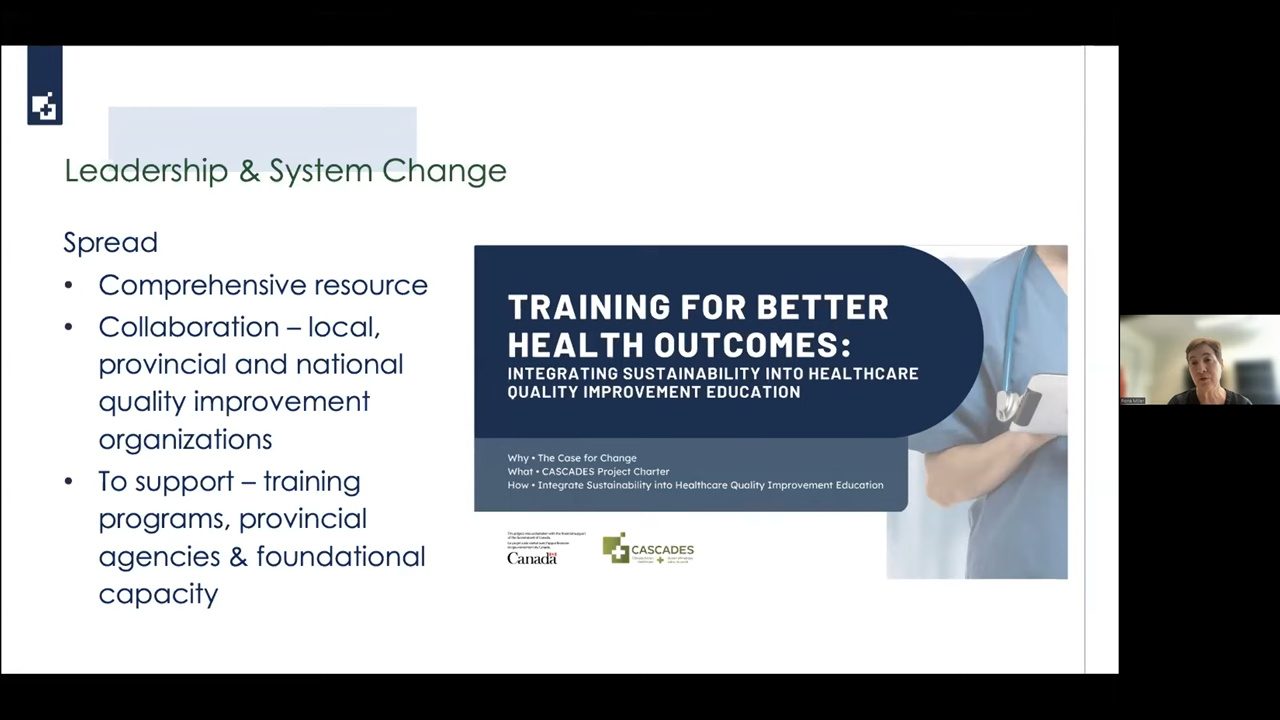 Leadership & System Change
Spread
• Comprehensive resource
• Collaboration – local,
provincial and national
quality improvement
organizations
• To support – training
programs, provincial
agencies & foundational
capacity
TRAINING FOR BETTER
HEALTH OUTCOMES:
INTEGRATING SUSTAINABILITY INTO HEALTHCARE
QUALITY IMPROVEMENT EDUCATION
Why • The Case for Change
What • CASCADES Project Charter
How • Integrate Sustainability into Healthcare Quality Improvement Education
Canada
CASCADES